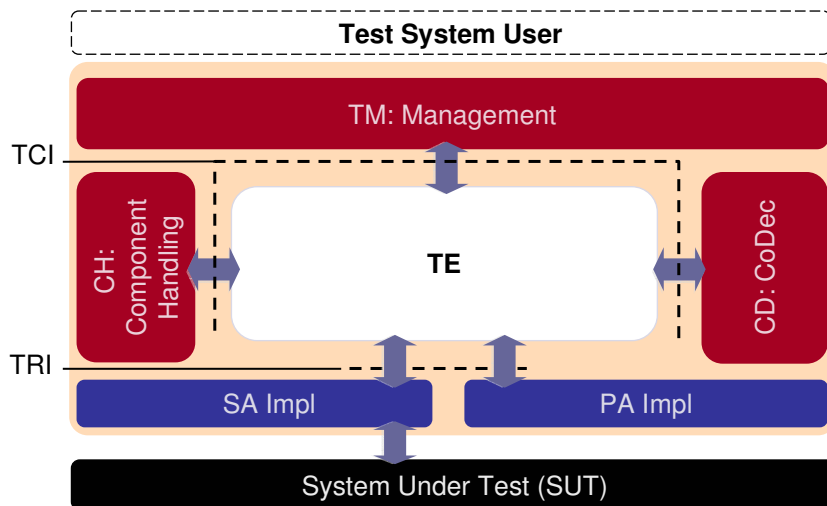 Test System User
TM: Management
TCI
CH:
Component
Handling
TE
CD: CoDec
TRI
SA Impl
PA Impl
System Under Test (SUT)